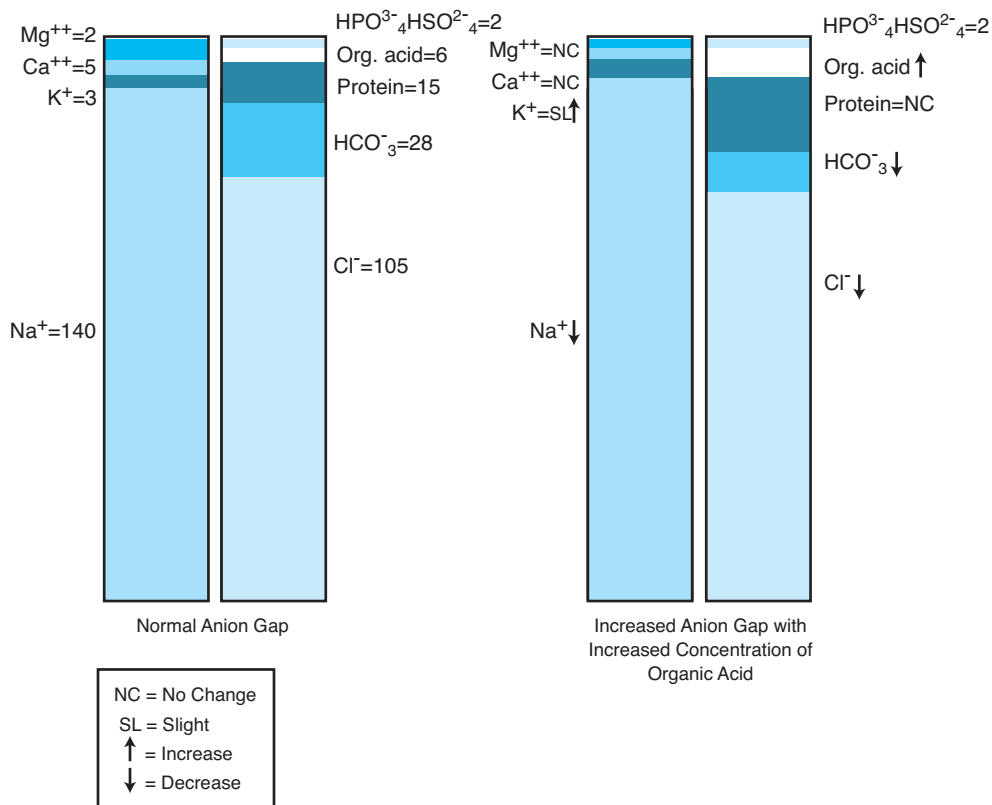 Mg⁺⁺=2
Ca⁺⁺=5
K⁺=3
Na⁺=140
HPO³⁻₄HSO²⁻₄=2
Org. acid=6
Protein=15
HCO⁻₃=28
Cl⁻=105
Normal Anion Gap
Mg⁺⁺=NC
Ca⁺⁺=NC
K⁺=SL↑
Na⁺↓
HPO³⁻₄HSO²⁻₄=2
Org. acid↑
Protein=NC
HCO⁻₃↓
Cl⁻↓
Increased Anion Gap with
Increased Concentration of
Organic Acid
NC = No Change
SL = Slight
↑ = Increase
↓ = Decrease